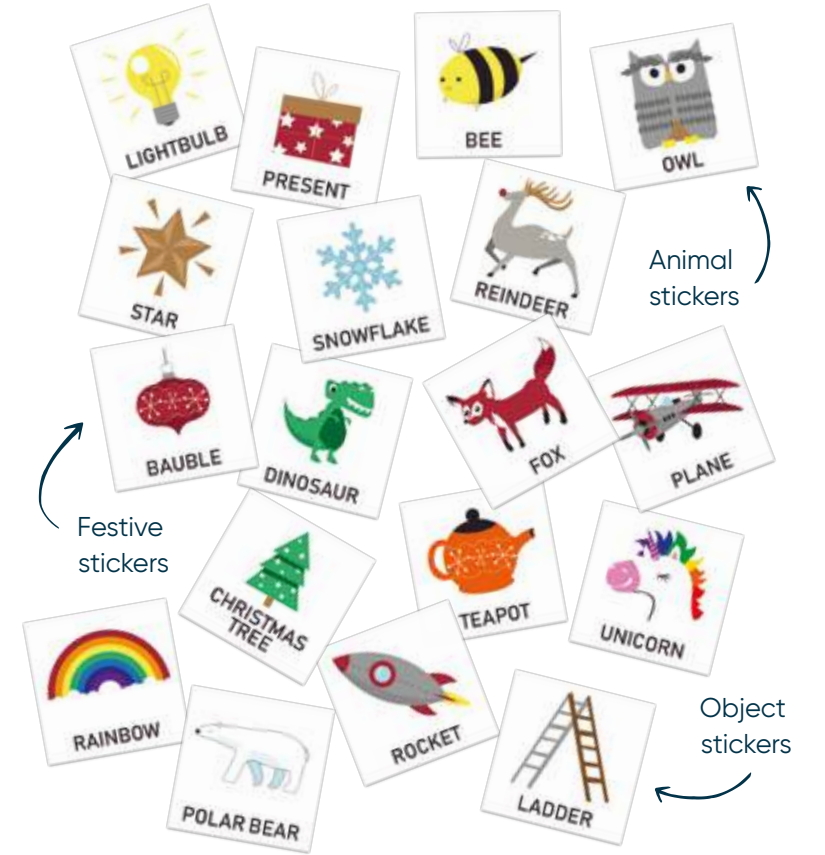 LIGHTBULB
PRESENT
BEE
OWL
STAR
SNOWFLAKE
REINDEER
Animal
stickers
BAUBLE
DINOSAUR
FOX
PLANE
Festive
stickers
CHRISTMAS
TREE
TEAPOT
UNICORN
RAINBOW
POLAR BEAR
ROCKET
LADDER
Object
stickers